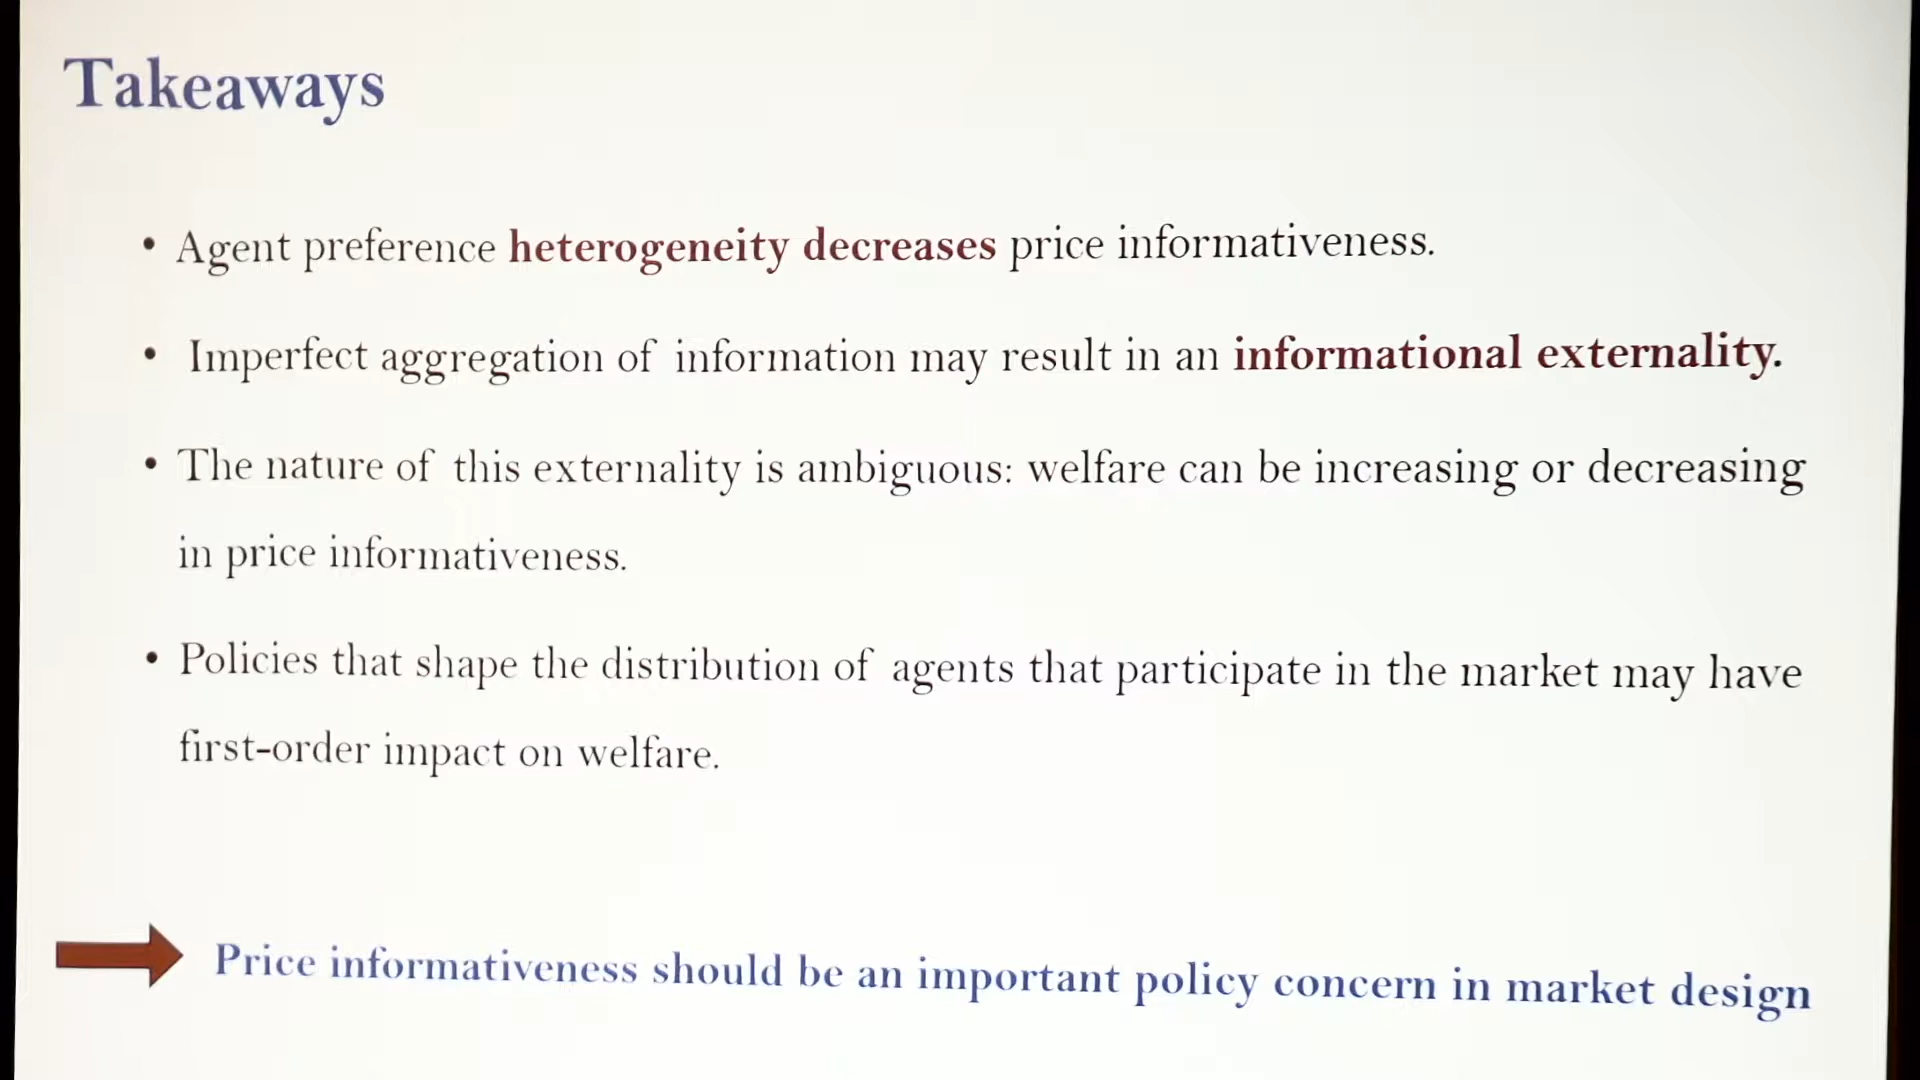 Takeaways
• Agent preference heterogeneity decreases price informativeness.
• Imperfect aggregation of information may result in an informational externality.
• The nature of this externality is ambiguous: welfare can be increasing or decreasing
in price informativeness.
• Policies that shape the distribution of agents that participate in the market may have
first-order impact on welfare.
Price informativeness should be an important policy concern in market design